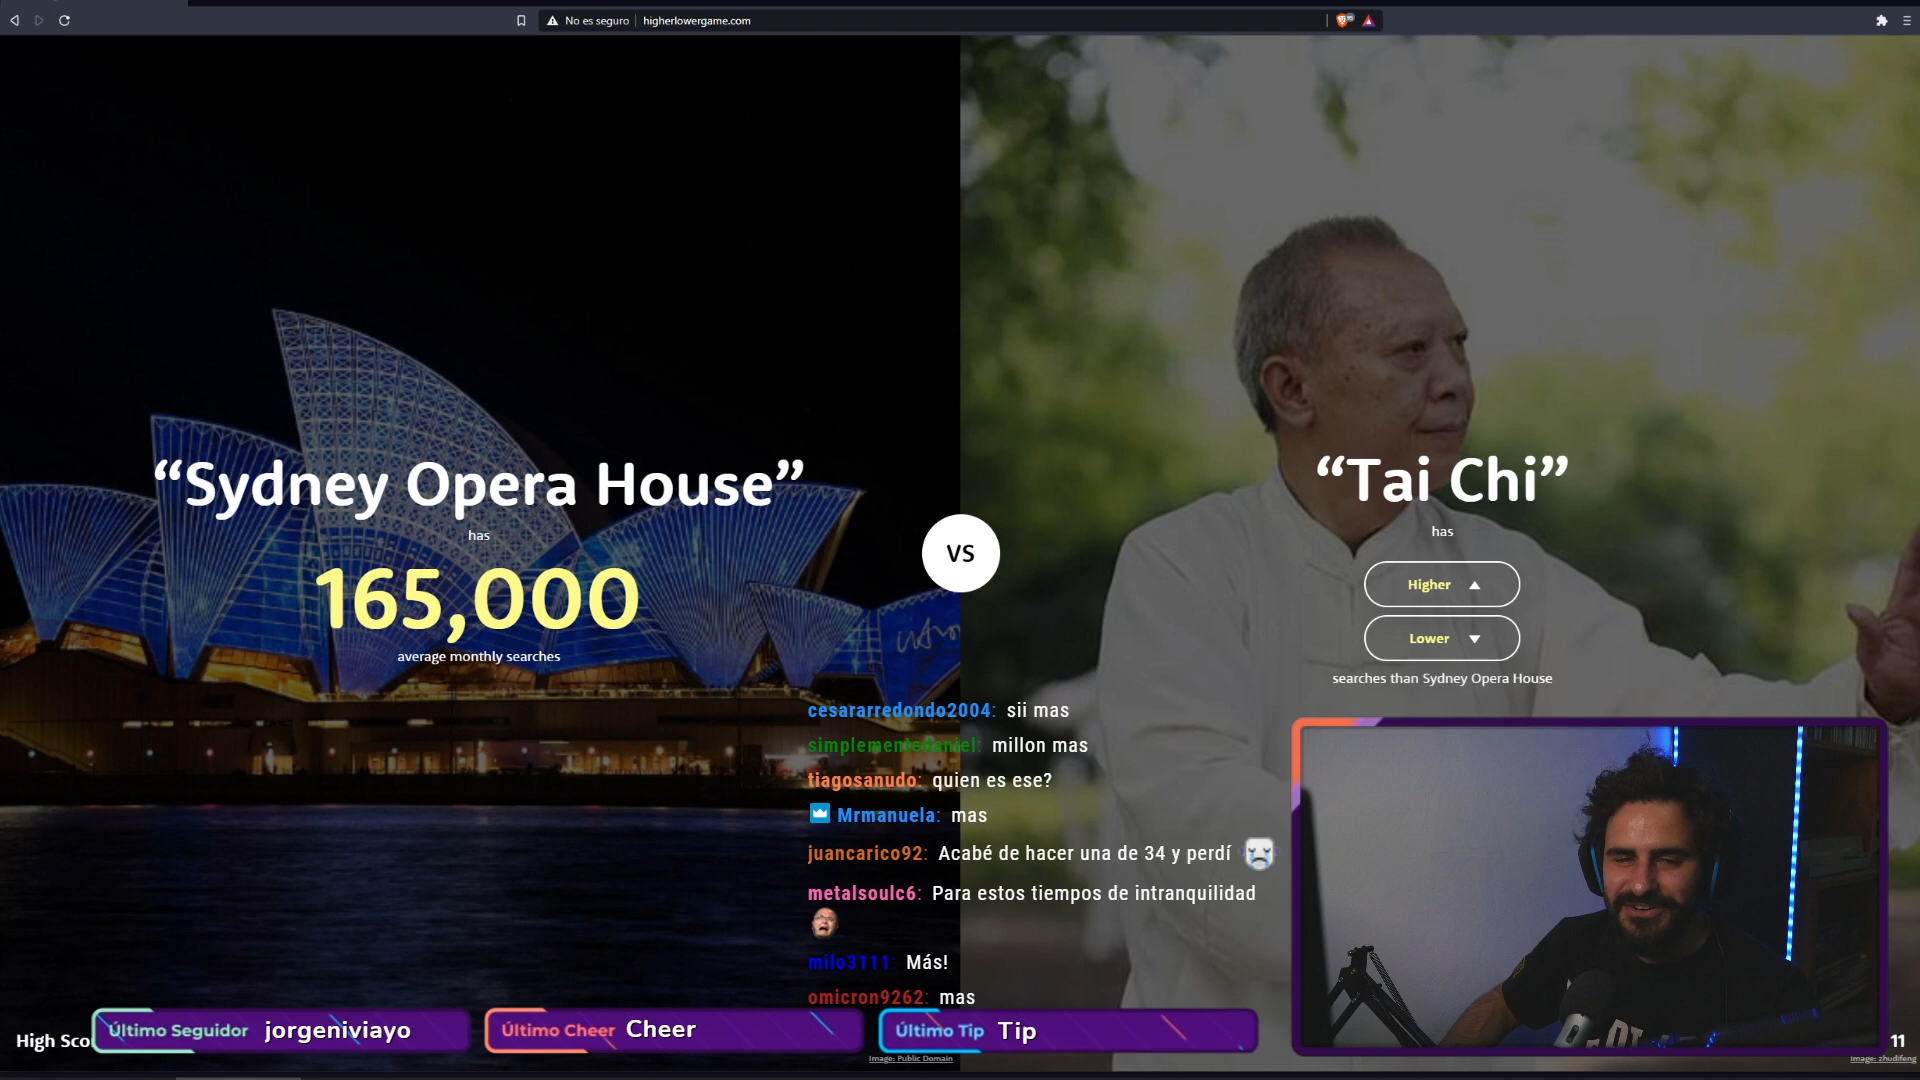 No es seguro
higherlowergame.com
“Sydney Opera House”
has
165,000
average monthly searches
VS
“Tai Chi”
has
Higher ▲
Lower ▼
searches than Sydney Opera House
cesararredondo2004: sii mas
simplementedaniel: millon mas
tiagosanudo: quien es ese?
Mrmanuela: mas
juancarico92: Acabé de hacer una de 34 y perdí
metalsoulc6: Para estos tiempos de intranquilidad
milo3111: Más!
omicron9262: mas
High Sco
Último Seguidor jorgeniviayo
Último Cheer Cheer
Último Tip Tip
11
Image: Public Domain
Image: zhudifeng